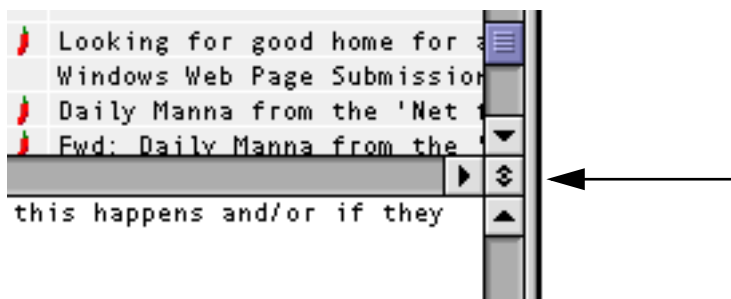 Looking for good home for a
Windows Web Page Submission
Daily Manna from the 'Net
Fwd: Daily Manna from the '
this happens and/or if they